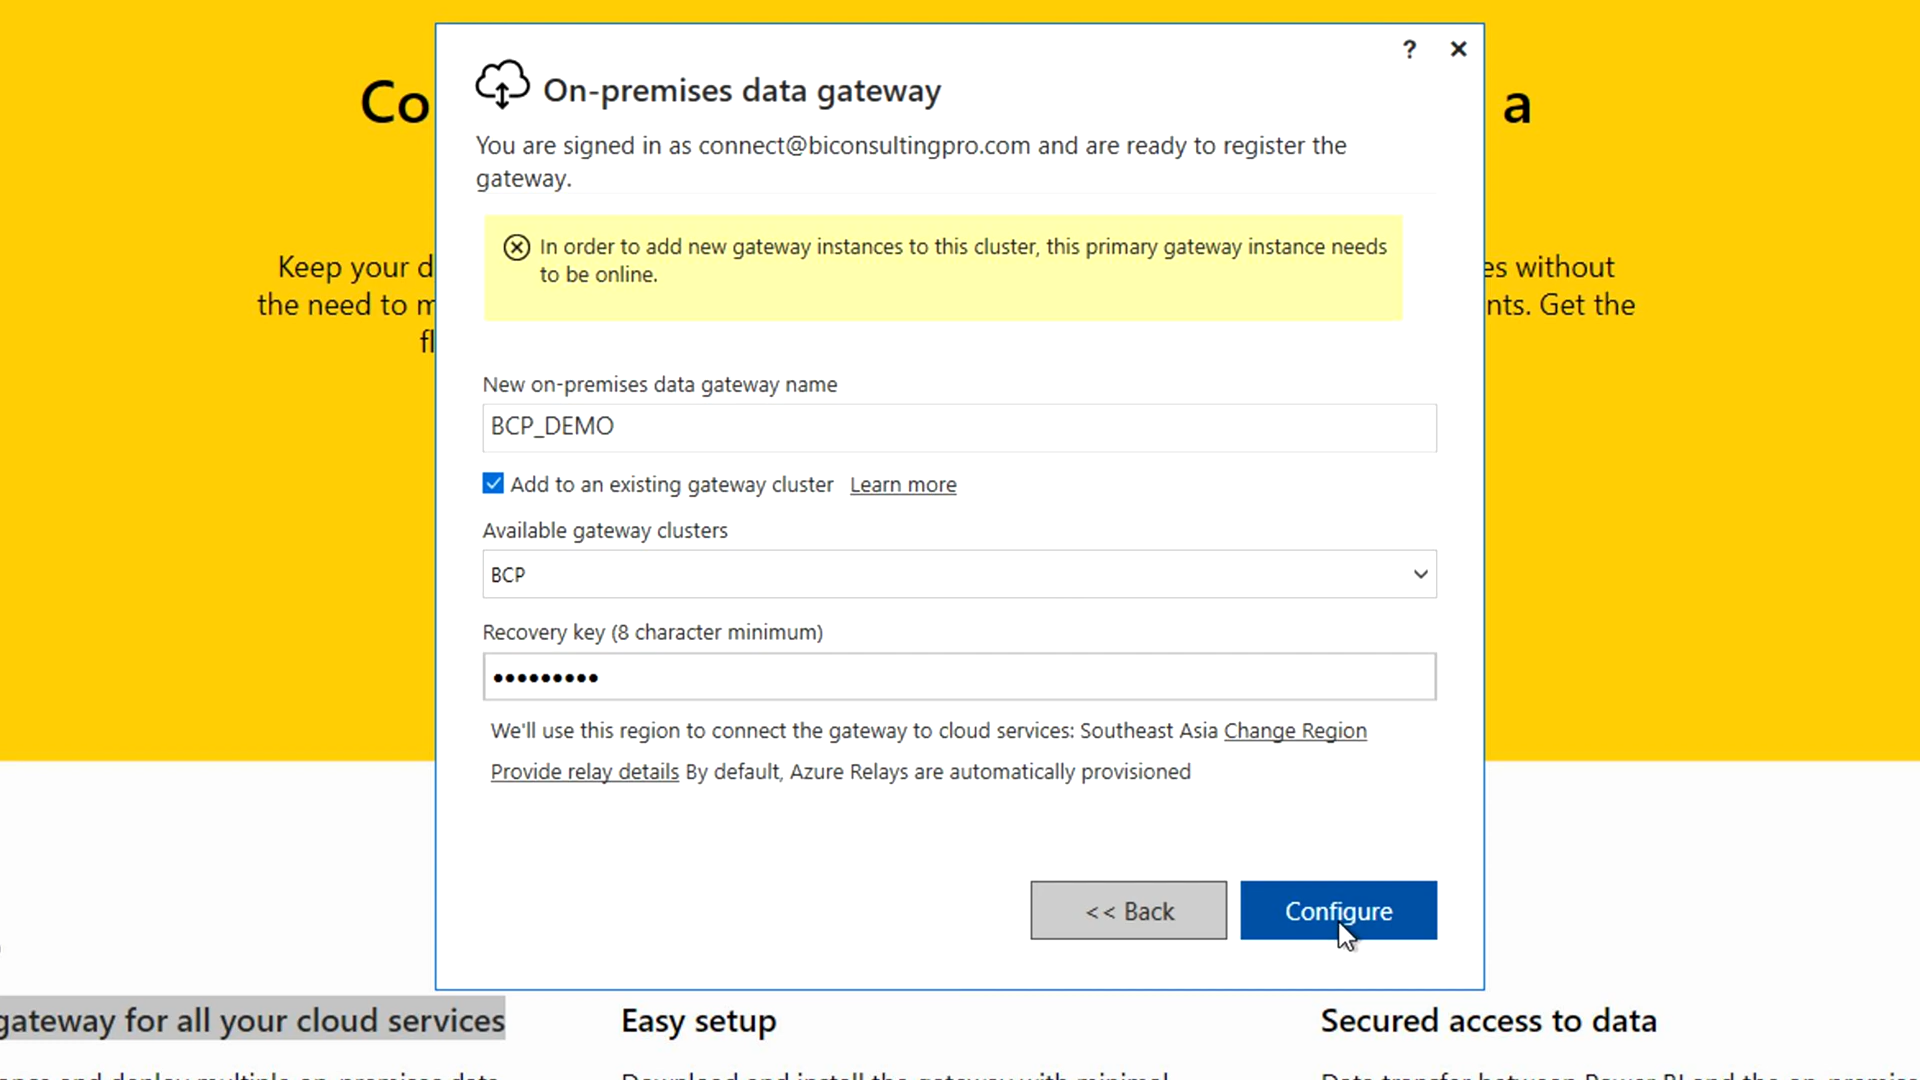 Co
a
Keep your d
es without
the need to m
nts. Get the
fl
? ×
On-premises data gateway
You are signed in as connect@biconsultingpro.com and are ready to register the
gateway.
In order to add new gateway instances to this cluster, this primary gateway instance needs
to be online.
New on-premises data gateway name
BCP_DEMO
Add to an existing gateway cluster Learn more
Available gateway clusters
BCP
Recovery key (8 character minimum)
•••••••••
We'll use this region to connect the gateway to cloud services: Southeast Asia Change Region
Provide relay details By default, Azure Relays are automatically provisioned
<< Back
Configure
gateway for all your cloud services
Easy setup
Secured access to data